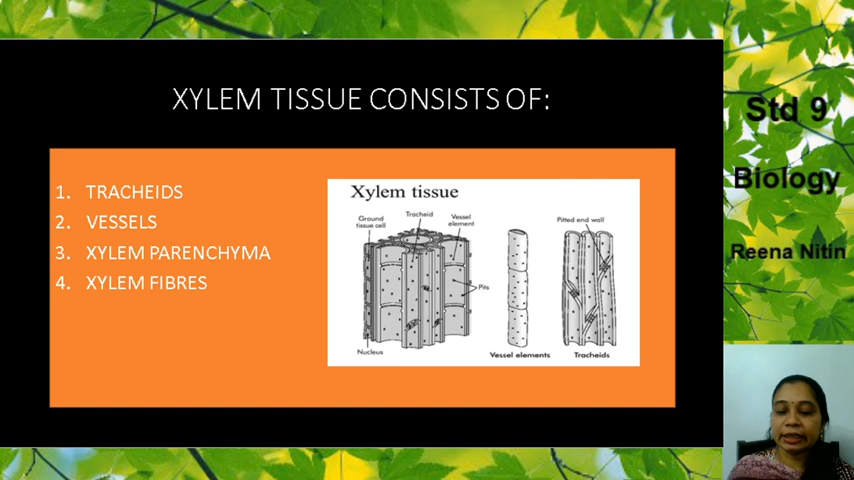 XYLEM TISSUE CONSISTS OF:
1. TRACHEIDS
2. VESSELS
3. XYLEM PARENCHYMA
4. XYLEM FIBRES
Xylem tissue
Ground
tissue cell
Tracheid
Vessel
element
Pits
Nucleus
Vessel elements
Pitted end wall
Tracheids
Std 9
Biology
Reena Nitin